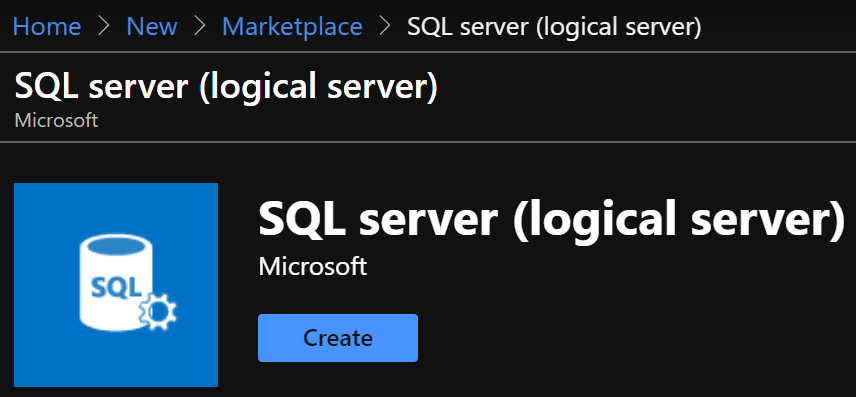 Home > New > Marketplace > SQL server (logical server)
SQL server (logical server)
Microsoft
SQL
SQL server (logical server)
Microsoft
Create